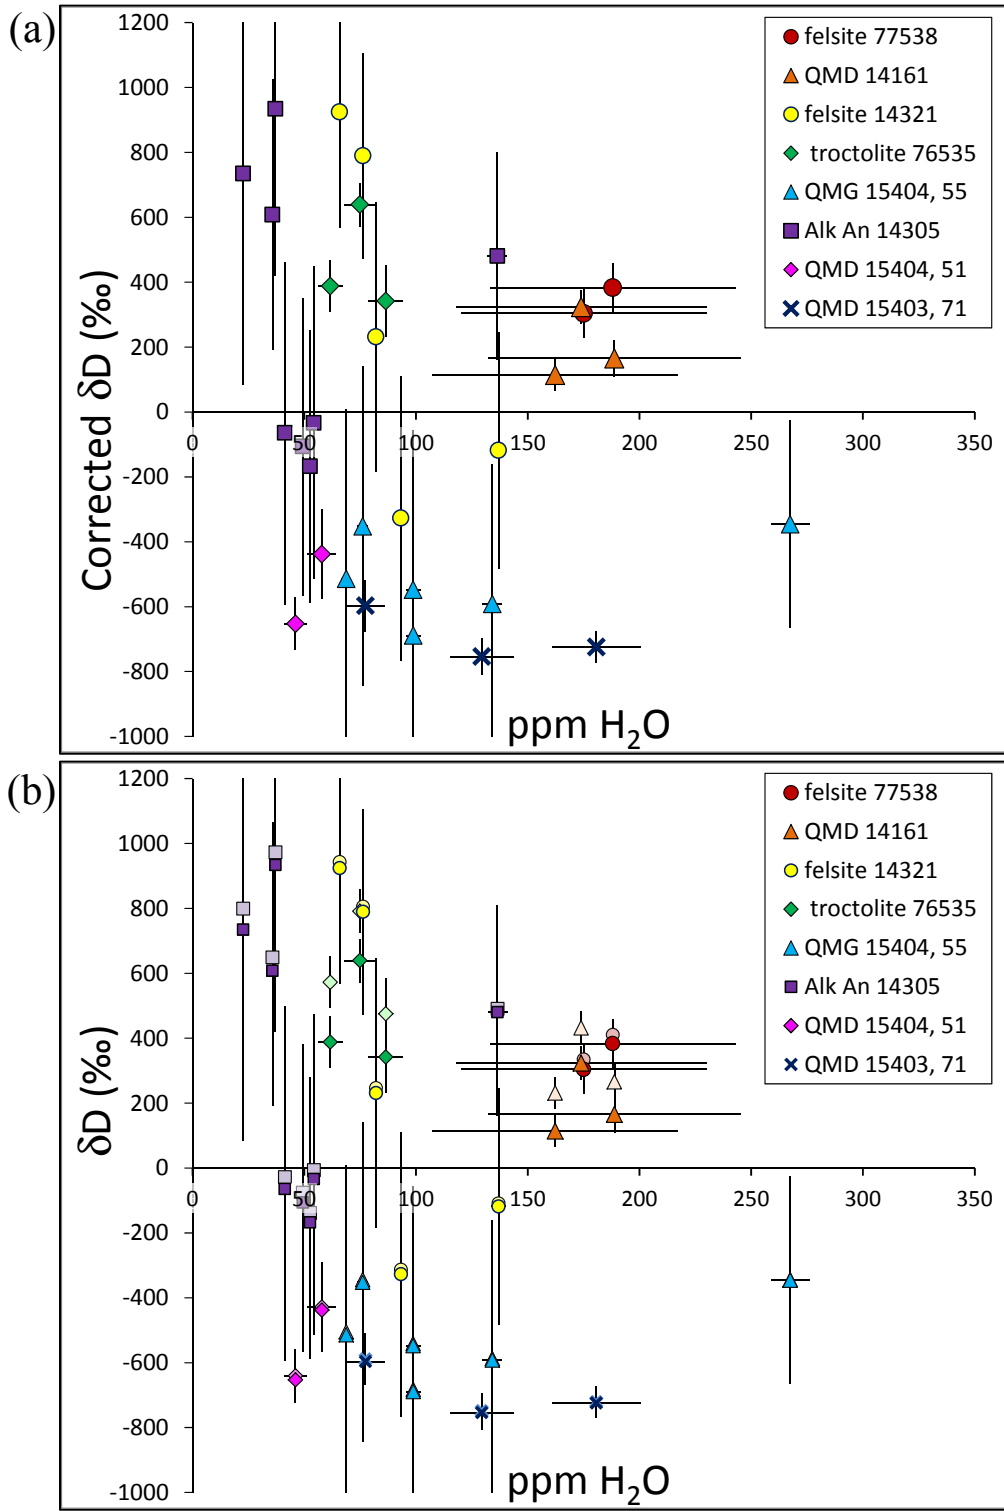 (a)
1200
1000
800
600
400
200
0
-200
-400
-600
-800
-1000
0
50
100
150
200
250
300
350
Corrected δD (‰)
ppm H₂O
felsite 77538
QMD 14161
felsite 14321
troctolite 76535
QMG 15404, 55
Alk An 14305
QMD 15404, 51
QMD 15403, 71
(b)
1200
1000
800
600
400
200
0
-200
-400
-600
-800
-1000
0
50
100
150
200
250
300
350
δD (‰)
ppm H₂O
felsite 77538
QMD 14161
felsite 14321
troctolite 76535
QMG 15404, 55
Alk An 14305
QMD 15404, 51
QMD 15403, 71